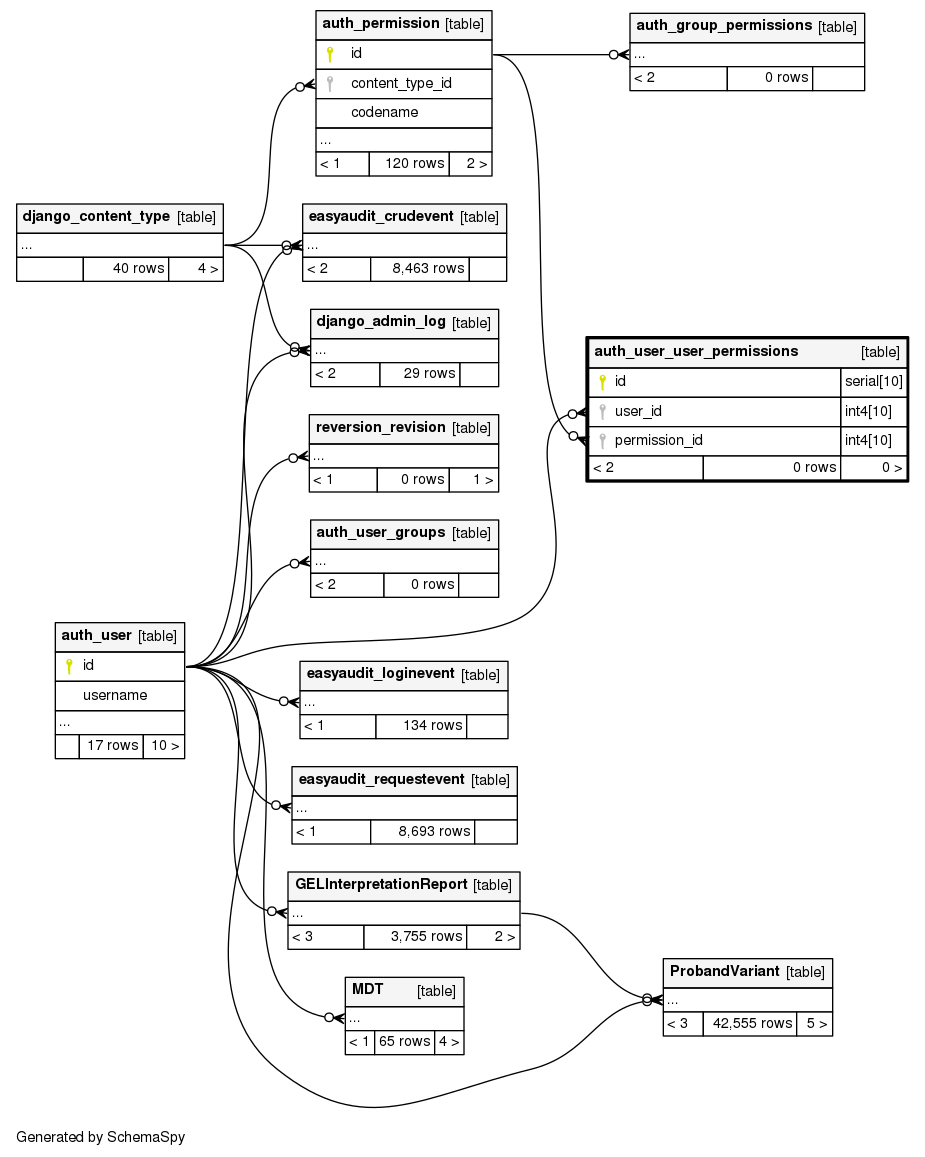 auth_permission [table]
id
content_type_id
codename
...
< 1 120 rows 2 >
auth_group_permissions [table]
...
< 2 0 rows
django_content_type [table]
...
40 rows 4 >
easyaudit_crudevent [table]
...
< 2 8,463 rows
django_admin_log [table]
...
< 2 29 rows
auth_user_user_permissions [table]
id serial[10]
user_id int4[10]
permission_id int4[10]
< 2 0 rows 0 >
reversion_revision [table]
...
< 1 0 rows 1 >
auth_user_groups [table]
...
< 2 0 rows
auth_user [table]
id
username
...
17 rows 10 >
easyaudit_loginevent [table]
...
< 1 134 rows
easyaudit_requestevent [table]
...
< 1 8,693 rows
GELInterpretationReport [table]
...
< 3 3,755 rows 2 >
ProbandVariant [table]
...
< 3 42,555 rows 5 >
MDT [table]
...
< 1 65 rows 4 >
Generated by SchemaSpy